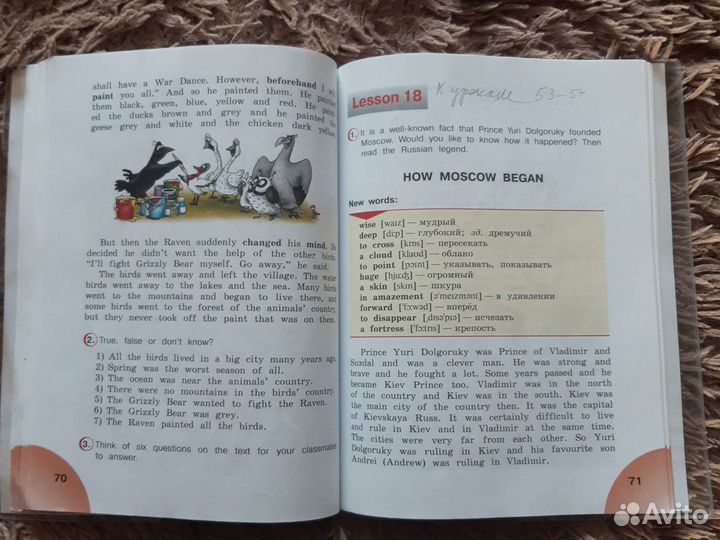 shall have a War Dance. However, beforehand I will
paint you all." And so he painted them. He painted
them black, green, blue, yellow and red. He paint-
ed the ducks brown and grey and he painted the
geese grey and white and the chicken dark yellow.
But then the Raven suddenly changed his mind. He
decided he didn't want the help of the other birds.
"I'll fight Grizzly Bear myself. Go away," he said.
The birds went away and left the village. The water
birds went away to the lakes and the sea. Many birds
went to the mountains and began to live there, and
some birds went to the forest of the animals' country,
but they never took off the paint that was on them.
2. True, false or don't know?
1) All the birds lived in a big city many years ago.
2) Spring was the worst season of all.
3) The ocean was near the animals' country.
4) There were no mountains in the birds' country.
5) The Grizzly Bear wanted to fight the Raven.
6) The Grizzly Bear was grey.
7) The Raven painted all the birds.
3. Think of six questions on the text for your classmates
to answer.
70
Lesson 18 К урокам 53-54
1. It is a well-known fact that Prince Yuri Dolgoruky founded
Moscow. Would you like to know how it happened? Then
read the Russian legend.
HOW MOSCOW BEGAN
New words:
wise [waɪz] — мудрый
deep [di:p] — глубокий; зд. дремучий
to cross [krɒs] — пересекать
a cloud [klaʊd] — облако
to point [pɔɪnt] — указывать, показывать
huge [hju:dʒ] — огромный
a skin [skɪn] — шкура
in amazement [ə'meɪzmənt] — в удивлении
forward ['fɔ:wəd] — вперёд
to disappear [ˌdɪsə'pɪə] — исчезать
a fortress ['fɔ:trɪs] — крепость
Prince Yuri Dolgoruky was Prince of Vladimir and
Suzdal and was a clever man. He was strong and
brave and he fought a lot. Some years passed and he
became Kiev Prince too. Vladimir was in the north
of the country and Kiev was in the south. Kiev was
the main city of the country then. It was the capital
of Kievskaya Russ. It was certainly difficult to live
and rule in Kiev and in Vladimir at the same time.
The cities were very far from each other. So Yuri
Dolgoruky was ruling in Kiev and his favourite son
Andrei (Andrew) was ruling in Vladimir.
71
Avito